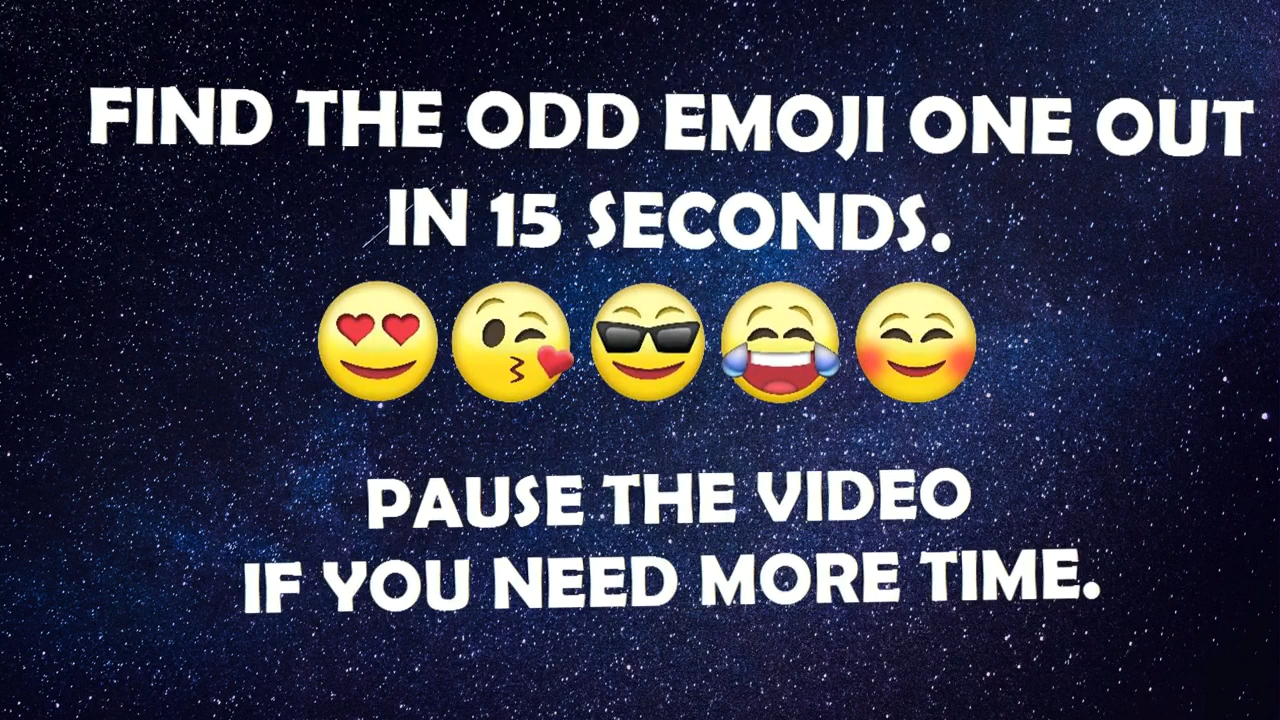 FIND THE ODD EMOJI ONE OUT
IN 15 SECONDS.
PAUSE THE VIDEO
IF YOU NEED MORE TIME.